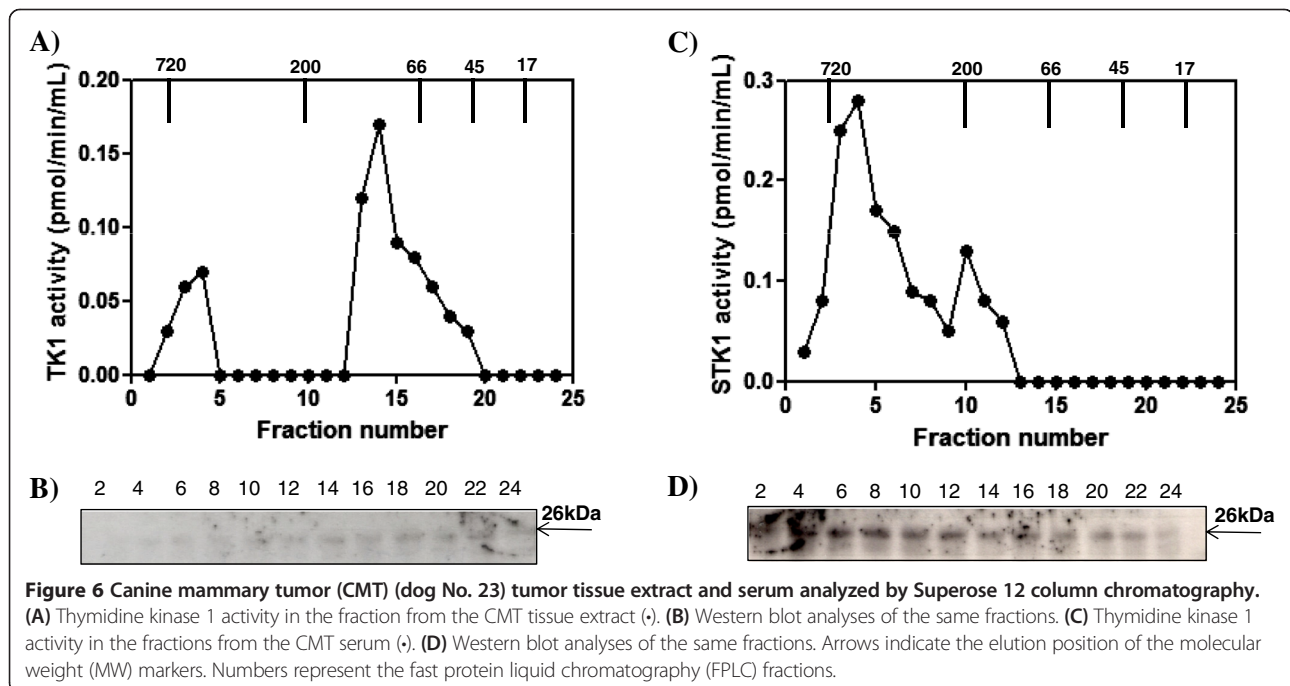 A)
720 200 66 45 17
0.20
0.15
0.10
0.05
0.00
TK1 activity (pmol/min/mL)
0 5 10 15 20 25
Fraction number
C)
720 200 66 45 17
0.3
0.2
0.1
0.0
STK1 activity (pmol/min/mL)
0 5 10 15 20 25
Fraction number
B)
2 4 6 8 10 12 14 16 18 20 22 24
26kDa
D)
2 4 6 8 10 12 14 16 18 20 22 24
26kDa
Figure 6 Canine mammary tumor (CMT) (dog No. 23) tumor tissue extract and serum analyzed by Superose 12 column chromatography.
(A) Thymidine kinase 1 activity in the fraction from the CMT tissue extract (•). (B) Western blot analyses of the same fractions. (C) Thymidine kinase 1
activity in the fractions from the CMT serum (•). (D) Western blot analyses of the same fractions. Arrows indicate the elution position of the molecular
weight (MW) markers. Numbers represent the fast protein liquid chromatography (FPLC) fractions.